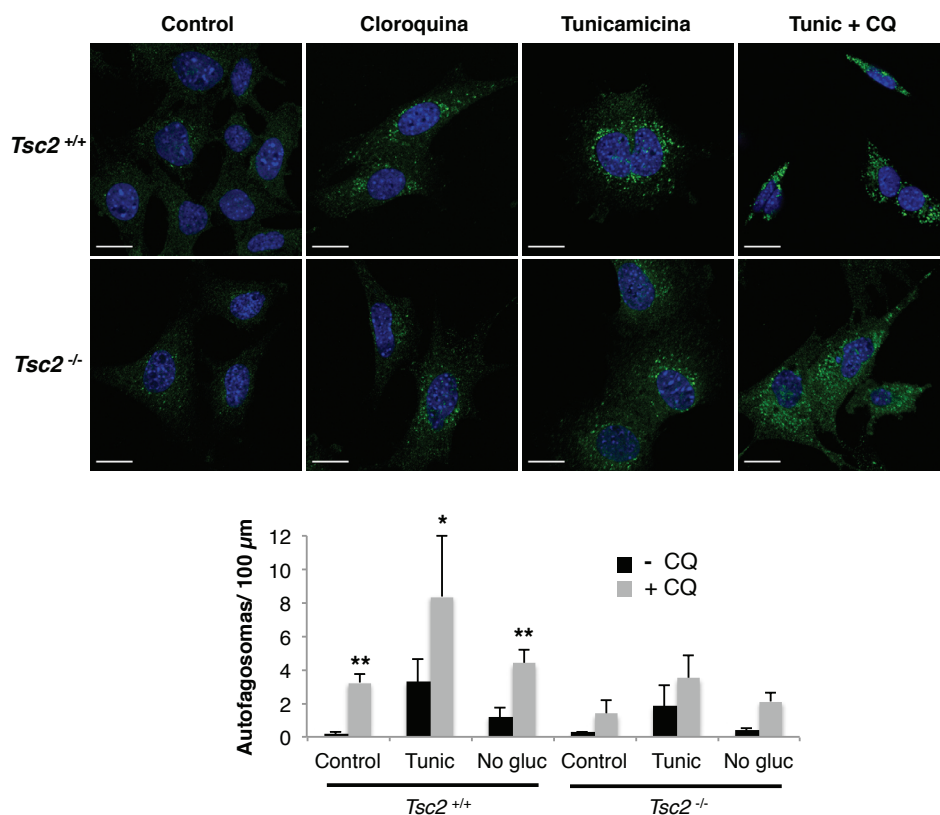 Control Cloroquina Tunicamicina Tunic + CQ
Tsc2 +/+
Tsc2 -/-
Autofagosomas/ 100 µm
12
10
8
6
4
2
0
** * **
- CQ
+ CQ
Control Tunic No gluc Control Tunic No gluc
Tsc2 +/+ Tsc2 -/-